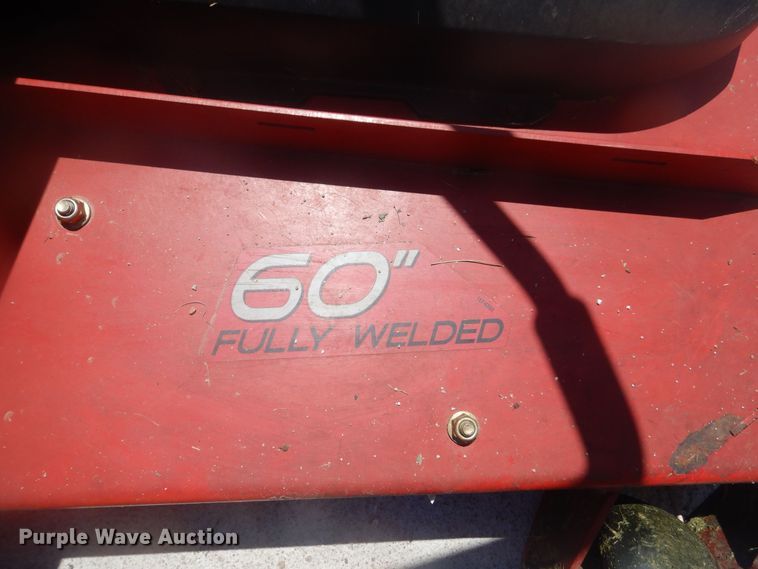 60"
FULLY WELDED
Purple Wave Auction